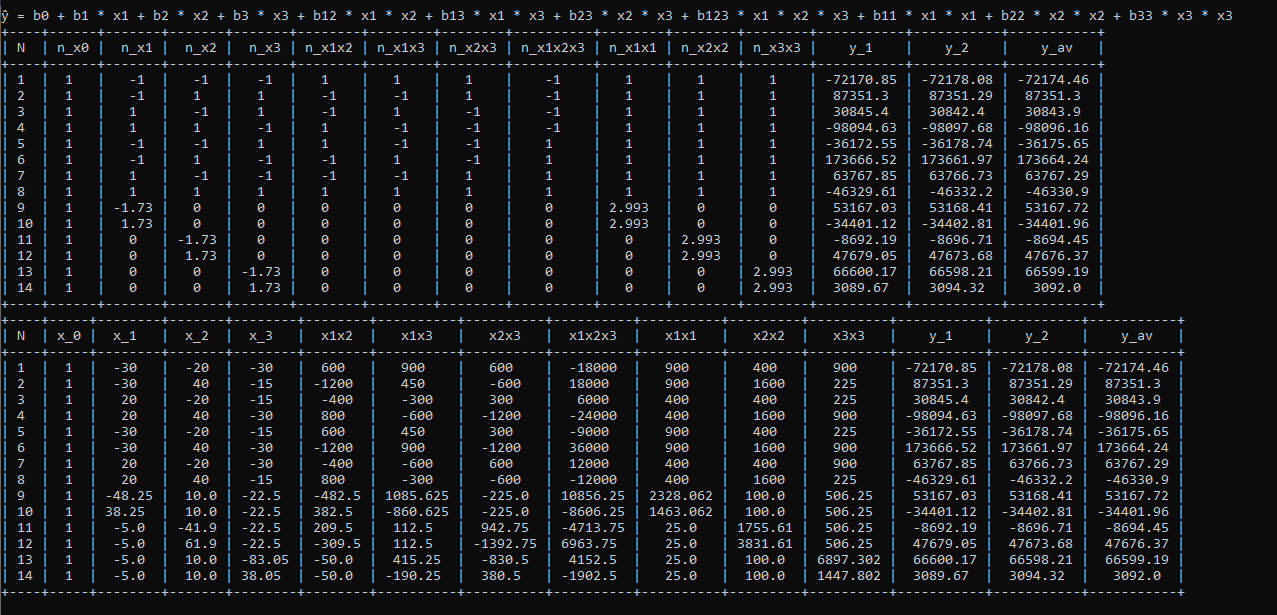 ŷ = b0 + b1 * x1 + b2 * x2 + b3 * x3 + b12 * x1 * x2 + b13 * x1 * x3 + b23 * x2 * x3 + b123 * x1 * x2 * x3 + b11 * x1 * x1 + b22 * x2 * x2 + b33 * x3 * x3
| N | n_x0 | n_x1 | n_x2 | n_x3 | n_x1x2 | n_x1x3 | n_x2x3 | n_x1x2x3 | n_x1x1 | n_x2x2 | n_x3x3 | y_1 | y_2 | y_av |
| 1 | 1 | -1 | -1 | -1 | 1 | 1 | 1 | -1 | 1 | 1 | 1 | -72170.85 | -72178.08 | -72174.46 |
| 2 | 1 | -1 | 1 | 1 | -1 | -1 | 1 | -1 | 1 | 1 | 1 | 87351.3 | 87351.29 | 87351.3 |
| 3 | 1 | 1 | -1 | 1 | -1 | 1 | -1 | -1 | 1 | 1 | 1 | 30845.4 | 30842.4 | 30843.9 |
| 4 | 1 | 1 | 1 | -1 | 1 | -1 | -1 | -1 | 1 | 1 | 1 | -98094.63 | -98097.68 | -98096.16 |
| 5 | 1 | -1 | -1 | 1 | 1 | -1 | -1 | 1 | 1 | 1 | 1 | -36172.55 | -36178.74 | -36175.65 |
| 6 | 1 | -1 | 1 | -1 | -1 | 1 | -1 | 1 | 1 | 1 | 1 | 173666.52 | 173661.97 | 173664.24 |
| 7 | 1 | 1 | -1 | -1 | -1 | -1 | 1 | 1 | 1 | 1 | 1 | 63767.85 | 63766.73 | 63767.29 |
| 8 | 1 | 1 | 1 | 1 | 1 | 1 | 1 | 1 | 1 | 1 | 1 | -46329.61 | -46332.2 | -46330.9 |
| 9 | 1 | -1.73 | 0 | 0 | 0 | 0 | 0 | 0 | 2.993 | 0 | 0 | 53167.03 | 53168.41 | 53167.72 |
| 10 | 1 | 1.73 | 0 | 0 | 0 | 0 | 0 | 0 | 2.993 | 0 | 0 | -34401.12 | -34402.81 | -34401.96 |
| 11 | 1 | 0 | -1.73 | 0 | 0 | 0 | 0 | 0 | 0 | 2.993 | 0 | -8692.19 | -8696.71 | -8694.45 |
| 12 | 1 | 0 | 1.73 | 0 | 0 | 0 | 0 | 0 | 0 | 2.993 | 0 | 47679.05 | 47673.68 | 47676.37 |
| 13 | 1 | 0 | 0 | -1.73 | 0 | 0 | 0 | 0 | 0 | 0 | 2.993 | 66600.17 | 66598.21 | 66599.19 |
| 14 | 1 | 0 | 0 | 1.73 | 0 | 0 | 0 | 0 | 0 | 0 | 2.993 | 3089.67 | 3094.32 | 3092.0 |
| N | x_0 | x_1 | x_2 | x_3 | x1x2 | x1x3 | x2x3 | x1x2x3 | x1x1 | x2x2 | x3x3 | y_1 | y_2 | y_av |
| 1 | 1 | -30 | -20 | -30 | 600 | 900 | 600 | -18000 | 900 | 400 | 900 | -72170.85 | -72178.08 | -72174.46 |
| 2 | 1 | -30 | 40 | -15 | -1200 | 450 | -600 | 18000 | 900 | 1600 | 225 | 87351.3 | 87351.29 | 87351.3 |
| 3 | 1 | 20 | -20 | -15 | -400 | -300 | 300 | 6000 | 400 | 400 | 225 | 30845.4 | 30842.4 | 30843.9 |
| 4 | 1 | 20 | 40 | -30 | 800 | -600 | -1200 | -24000 | 400 | 1600 | 900 | -98094.63 | -98097.68 | -98096.16 |
| 5 | 1 | -30 | -20 | -15 | 600 | 450 | 300 | -9000 | 900 | 400 | 225 | -36172.55 | -36178.74 | -36175.65 |
| 6 | 1 | -30 | 40 | -30 | -1200 | 900 | -1200 | 36000 | 900 | 1600 | 900 | 173666.52 | 173661.97 | 173664.24 |
| 7 | 1 | 20 | -20 | -30 | -400 | -600 | 600 | 12000 | 400 | 400 | 900 | 63767.85 | 63766.73 | 63767.29 |
| 8 | 1 | 20 | 40 | -15 | 800 | -300 | -600 | -12000 | 400 | 1600 | 225 | -46329.61 | -46332.2 | -46330.9 |
| 9 | 1 | -48.25 | 10.0 | -22.5 | -482.5 | 1085.625 | -225.0 | 10856.25 | 2328.062 | 100.0 | 506.25 | 53167.03 | 53168.41 | 53167.72 |
| 10 | 1 | 38.25 | 10.0 | -22.5 | 382.5 | -860.625 | -225.0 | -8606.25 | 1463.062 | 100.0 | 506.25 | -34401.12 | -34402.81 | -34401.96 |
| 11 | 1 | -5.0 | -41.9 | -22.5 | 209.5 | 112.5 | 942.75 | -4713.75 | 25.0 | 1755.61 | 506.25 | -8692.19 | -8696.71 | -8694.45 |
| 12 | 1 | -5.0 | 61.9 | -22.5 | -309.5 | 112.5 | -1392.75 | 6963.75 | 25.0 | 3831.61 | 506.25 | 47679.05 | 47673.68 | 47676.37 |
| 13 | 1 | -5.0 | 10.0 | -83.05 | -50.0 | 415.25 | -830.5 | 4152.5 | 25.0 | 100.0 | 6897.302 | 66600.17 | 66598.21 | 66599.19 |
| 14 | 1 | -5.0 | 10.0 | 38.05 | -50.0 | -190.25 | 380.5 | -1902.5 | 25.0 | 100.0 | 1447.802 | 3089.67 | 3094.32 | 3092.0 |